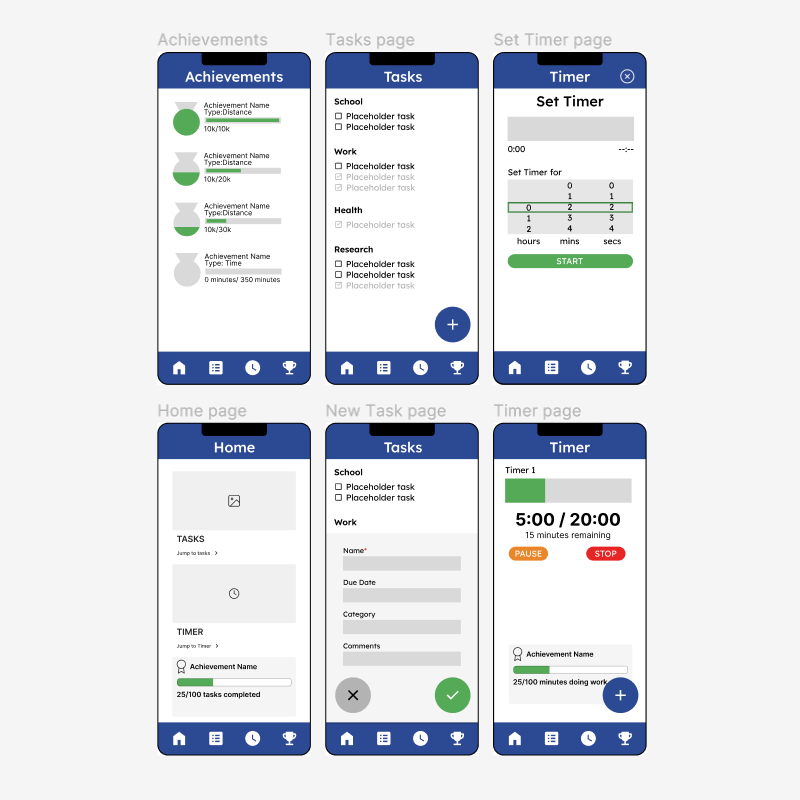 Achievements
Achievements
Achievement Name
Type:Distance
10k/10k
Achievement Name
Type:Distance
10k/20k
Achievement Name
Type:Distance
10k/30k
Achievement Name
Type: Time
0 minutes/ 350 minutes
Tasks page
Tasks
School
Placeholder task
Placeholder task
Work
Placeholder task
Placeholder task
Placeholder task
Health
Placeholder task
Research
Placeholder task
Placeholder task
Placeholder task
+
Set Timer page
Timer
Set Timer
0:00 --:--
Set Timer for
0 0
1 1
0 2 2
1 3 3
2 4 4
hours mins secs
START
Home page
Home
TASKS
Jump to tasks >
TIMER
Jump to Timer >
Achievement Name
25/100 tasks completed
New Task page
Tasks
School
Placeholder task
Placeholder task
Work
Name*
Due Date
Category
Comments
Timer page
Timer
Timer 1
5:00 / 20:00
15 minutes remaining
PAUSE STOP
Achievement Name
25/100 minutes doing work
+